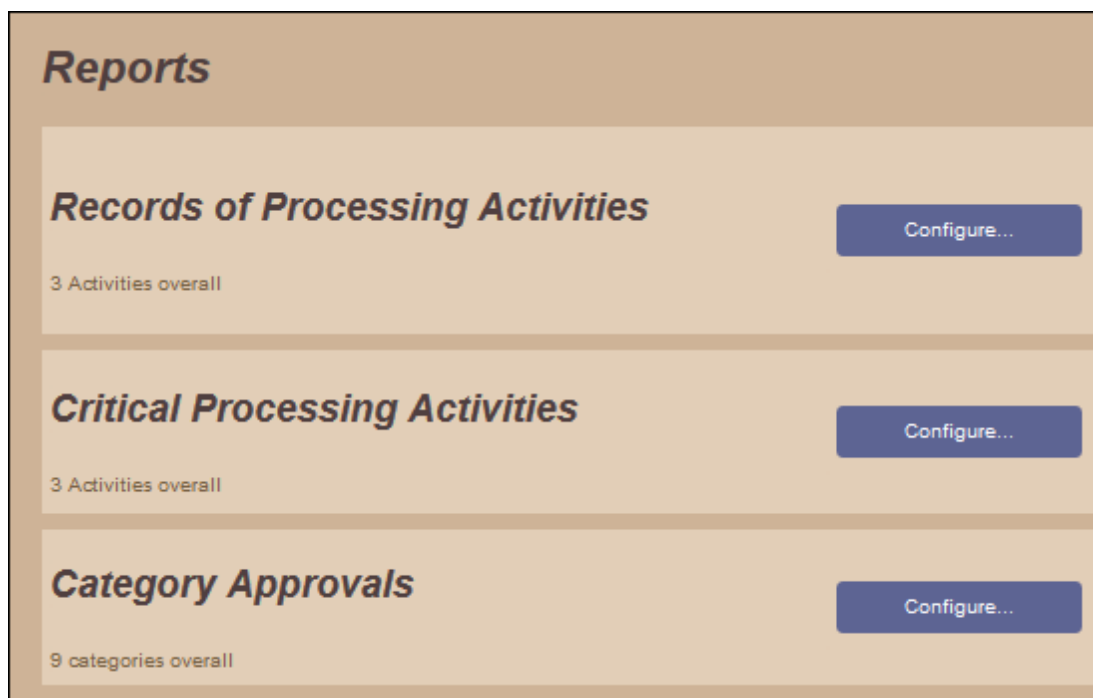 Reports
Records of Processing Activities
Configure...
3 Activities overall
Critical Processing Activities
Configure...
3 Activities overall
Category Approvals
Configure...
9 categories overall